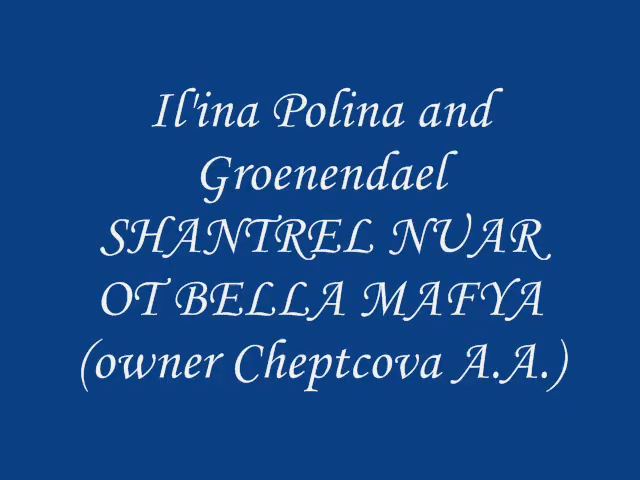 Il'ina Polina and
Groenendael
SHANTREL NUAR
OT BELLA MAFYA
(owner Cheptcova A.A.)